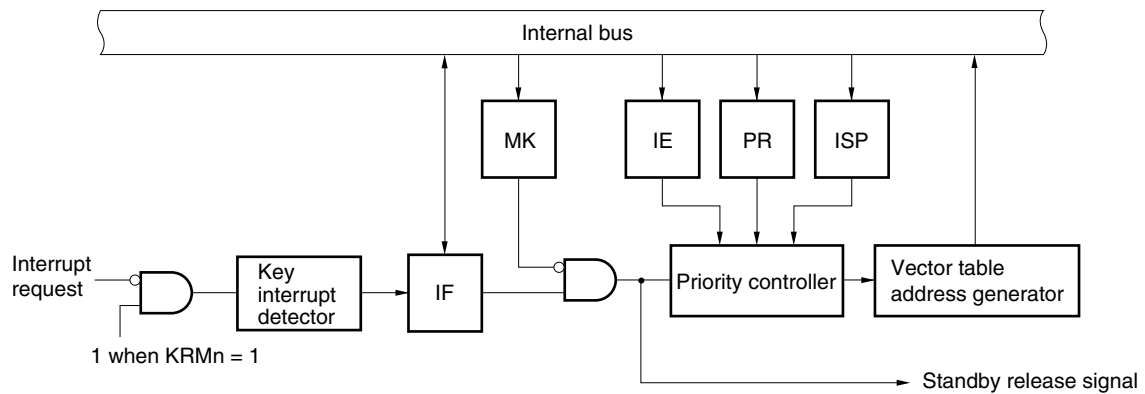 Internal bus
MK
IE
PR
ISP
Interrupt
request
Key
interrupt
detector
IF
Priority controller
Vector table
address generator
1 when KRMn = 1
Standby release signal